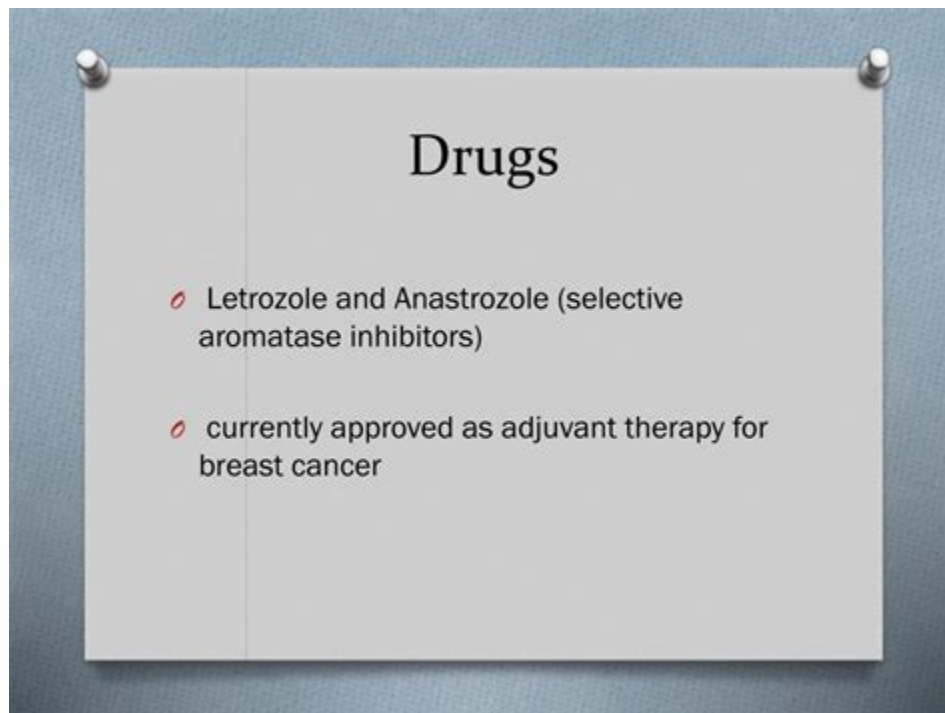 Drugs
Letrozole and Anastrozole (selective
aromatase inhibitors)
currently approved as adjuvant therapy for
breast cancer